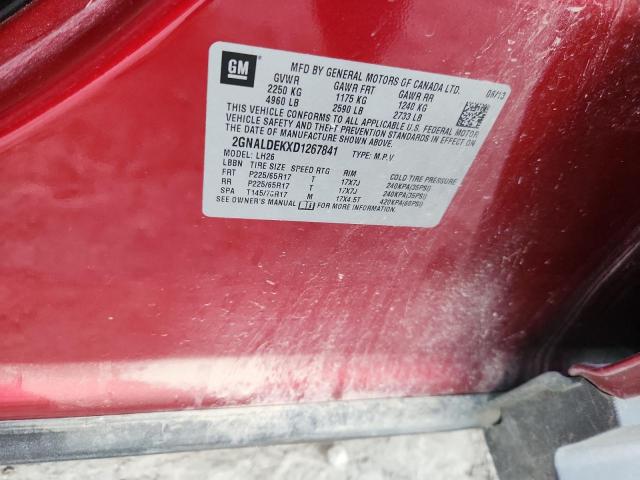 GM
MFD BY GENERAL MOTORS OF CANADA LTD.
08/13
GVWR GAWR FRT GAWR RR
2250 KG 1175 KG 1240 KG
4960 LB 2590 LB 2733 LB
THIS VEHICLE CONFORMS TO ALL APPLICABLE U.S. FEDERAL MOTOR
VEHICLE SAFETY AND THEFT PREVENTION STANDARDS IN EFFECT ON
THE DATE OF MANUFACTURE SHOWN ABOVE.
2GNALDEKXD1267841 TYPE: M.P.V
MODEL: LH26
LBBN TIRE SIZE SPEED RTG RIM COLD TIRE PRESSURE
FRT P225/65R17 T 17X7J 240KPA(35PSI)
RR P225/65R17 T 17X7J 240KPA(35PSI)
SPA T145/70R17 M 17X4.5T 420KPA(60PSI)
SEE OWNER'S MANUAL FOR MORE INFORMATION.